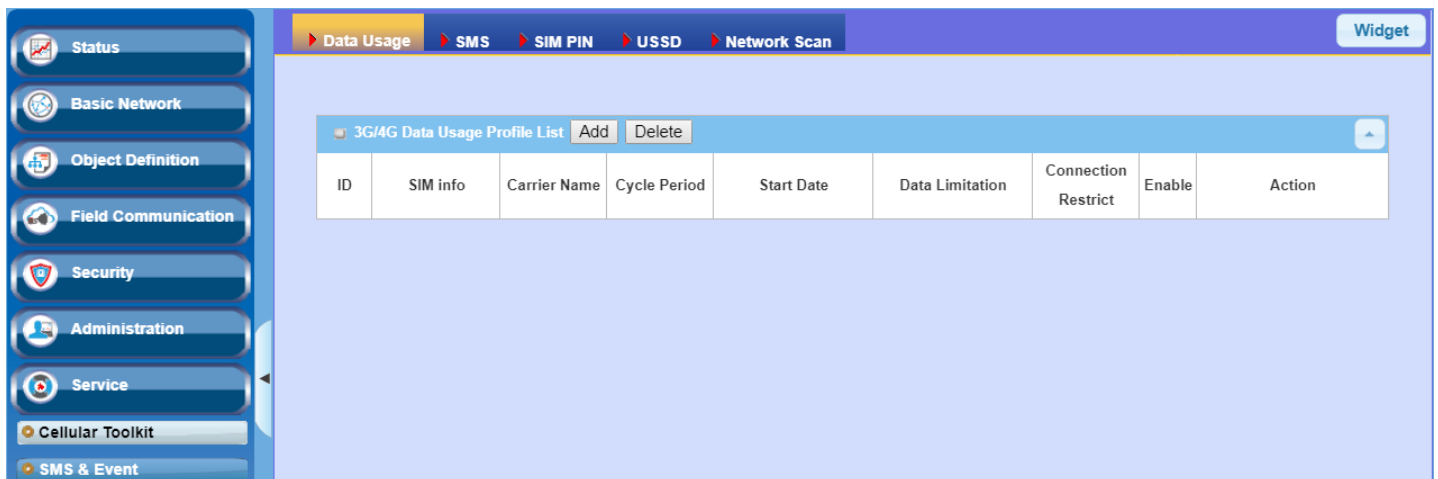 Status
Basic Network
Object Definition
Field Communication
Security
Administration
Service
Cellular Toolkit
SMS & Event
Data Usage SMS SIM PIN USSD Network Scan
Widget
3G/4G Data Usage Profile List Add Delete
ID SIM info Carrier Name Cycle Period Start Date Data Limitation Connection Restrict Enable Action